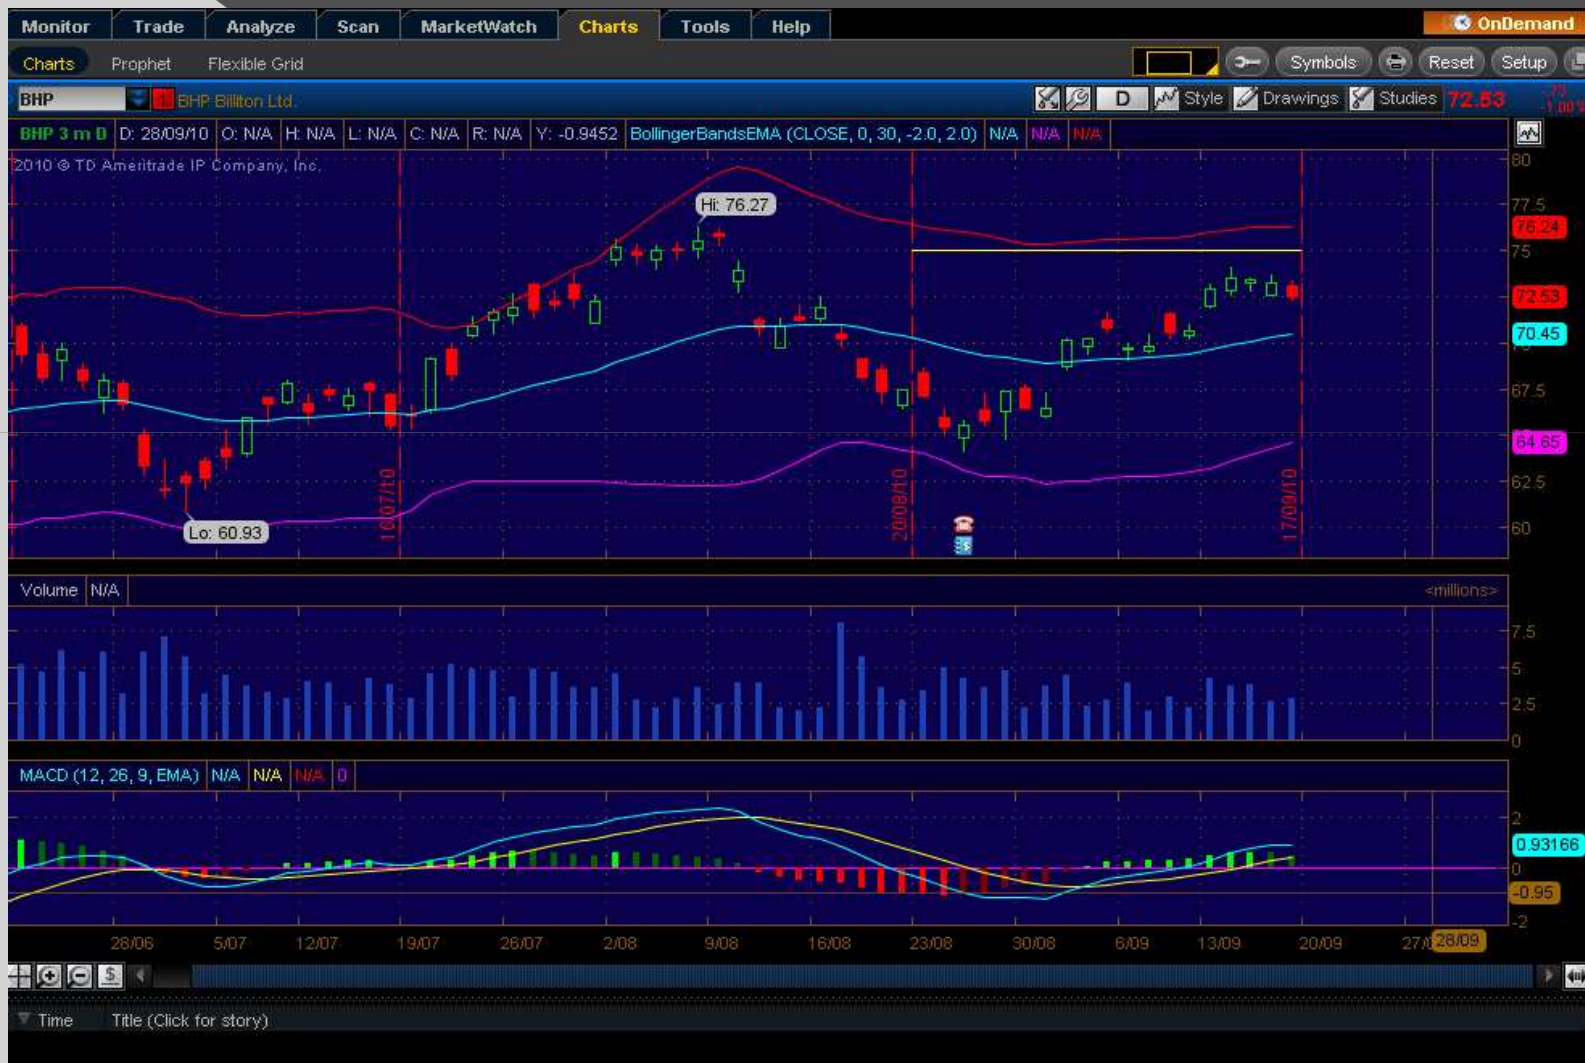 Monitor Trade Analyze Scan MarketWatch Charts Tools Help OnDemand
Charts Prophet Flexible Grid Symbols Reset Setup
BHP 1 BHP Billiton Ltd. D Style Drawings Studies 72.53
BHP 3 m D D: 28/09/10 O: N/A H: N/A L: N/A C: N/A R: N/A Y: -0.9452 BollingerBandsEMA (CLOSE, 0, 30, -2.0, 2.0) N/A N/A N/A
2010 © TD Ameritrade IP Company, Inc.
80
Hi: 76.27
77.5
76.24
75
72.53
70.45
67.5
64.65
62.5
60
Lo: 60.93
16/07/10
20/08/10
17/09/10
Volume N/A <millions>
7.5
5
2.5
0
MACD (12, 26, 9, EMA) N/A N/A N/A 0
2
0.93166
0
-0.95
-2
28/06 5/07 12/07 19/07 26/07 2/08 9/08 16/08 23/08 30/08 6/09 13/09 20/09 28/09
$
Time Title (Click for story)